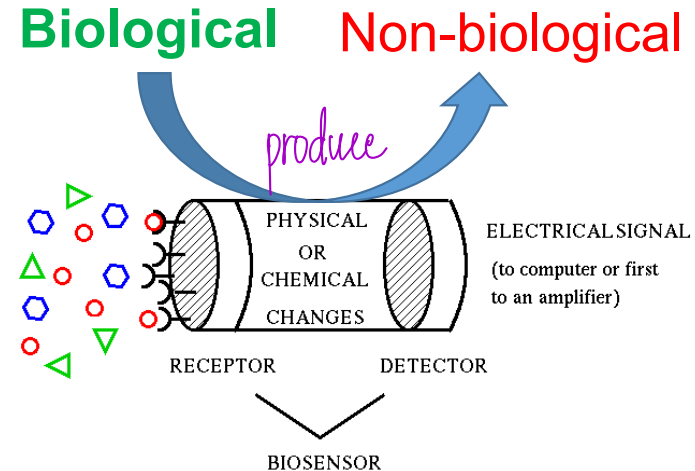 Biological Non-biological
produce
PHYSICAL
OR
CHEMICAL
CHANGES
ELECTRICAL SIGNAL
(to computer or first
to an amplifier)
RECEPTOR
DETECTOR
BIOSENSOR